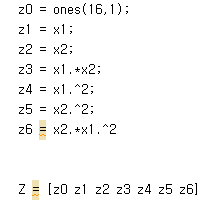 z0 = ones(16,1);
z1 = x1;
z2 = x2;
z3 = x1.*x2;
z4 = x1.^2;
z5 = x2.^2;
z6 = x2.*x1.^2
Z = [z0 z1 z2 z3 z4 z5 z6]